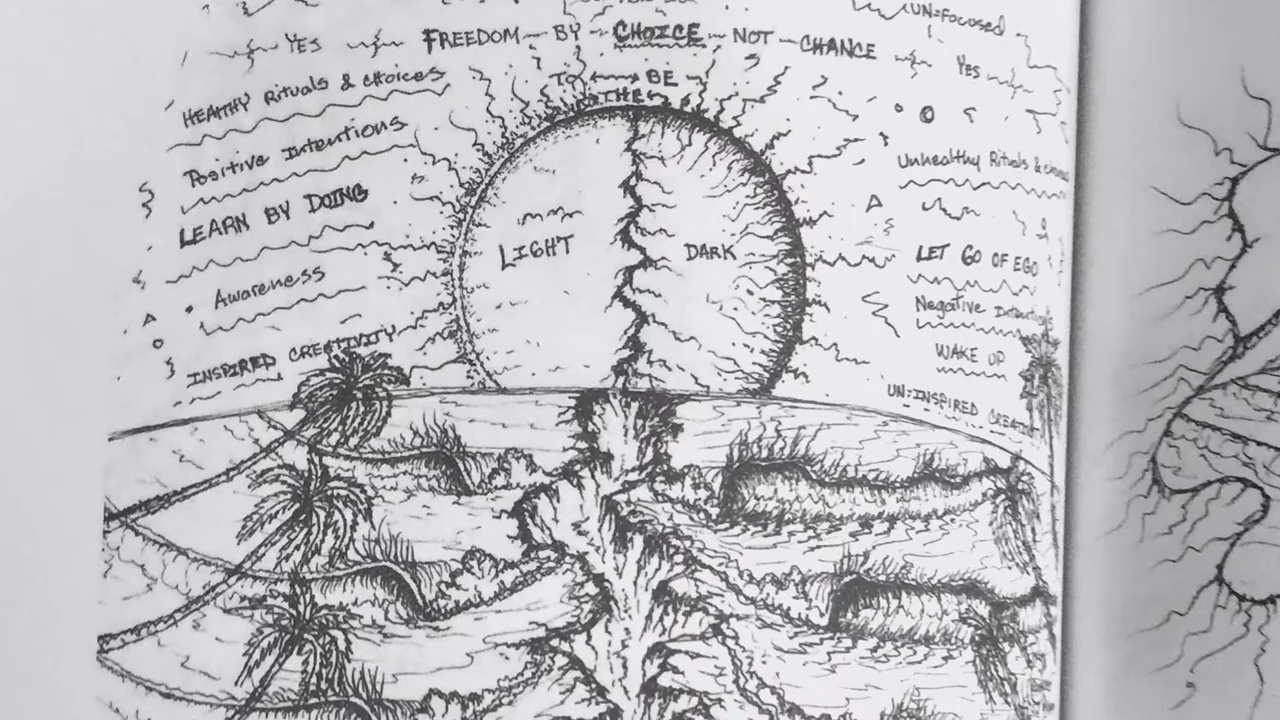 UN=Focused
YES FREEDOM BY CHOICE NOT CHANCE YES
TO BE
THE
HEALTHY Rituals & CHOICES
Positive Intentions
LEARN BY DOING
Awareness
INSPIRED CREATIVITY
LIGHT
DARK
Unhealthy Rituals &
LET GO OF EGO
Negative
WAKE UP
UN=INSPIRED